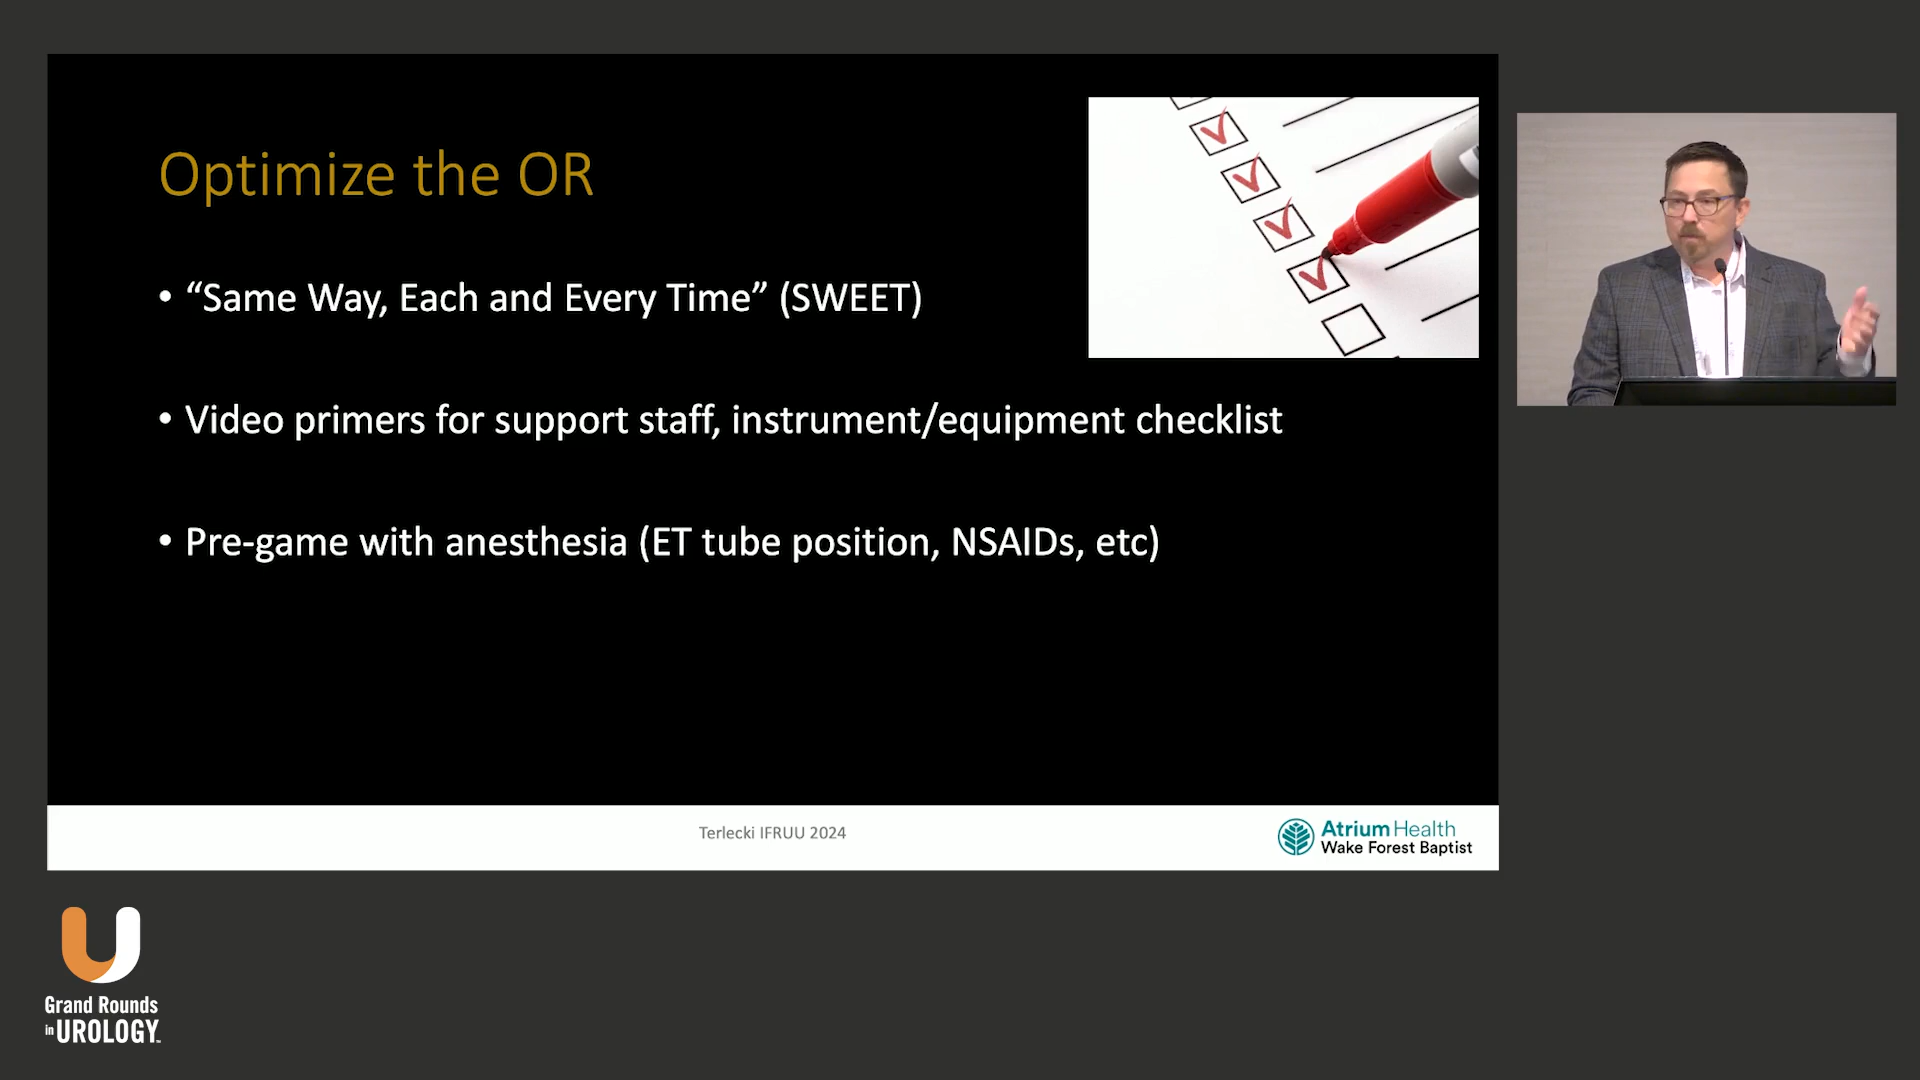 Optimize the OR
• “Same Way, Each and Every Time” (SWEET)
• Video primers for support staff, instrument/equipment checklist
• Pre-game with anesthesia (ET tube position, NSAIDs, etc)
Terlecki IFRUU 2024
Atrium Health
Wake Forest Baptist
Grand Rounds
in UROLOGY™